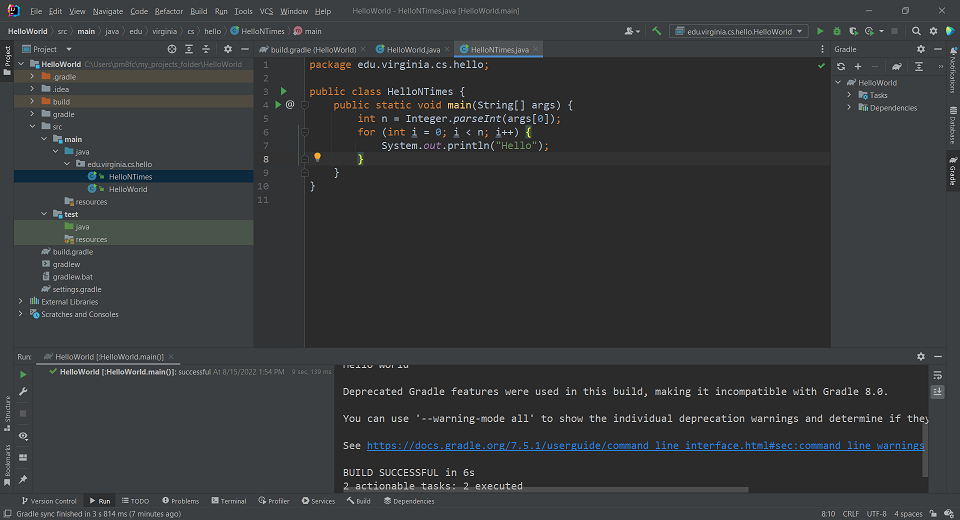 File Edit View Navigate Code Refactor Build Run Tools VCS Window Help HelloWorld - HelloNTimes.java [HelloWorld.main]
HelloWorld src main java edu virginia cs hello HelloNTimes main edu.virginia.cs.hello.HelloWorld
Project build.gradle (HelloWorld) HelloWorld.java HelloNTimes.java Gradle
Project
Notifications
Database
Gradle
HelloWorld C:\Users\pm8fc\my_projects_folder\HelloWorld
.gradle
.idea
build
gradle
src
main
java
edu.virginia.cs.hello
HelloNTimes
HelloWorld
resources
test
java
resources
build.gradle
gradlew
gradlew.bat
settings.gradle
External Libraries
Scratches and Consoles
1 package edu.virginia.cs.hello;
2
3 public class HelloNTimes {
4 @ public static void main(String[] args) {
5 int n = Integer.parseInt(args[0]);
6 for (int i = 0; i < n; i++) {
7 System.out.println("Hello");
8 }
9 }
10 }
11
HelloWorld
Tasks
Dependencies
Run: HelloWorld [:HelloWorld.main()]
HelloWorld [:HelloWorld.main()]: successful At 8/15/2022 1:54 PM 9 sec, 139 ms
Hello World
Deprecated Gradle features were used in this build, making it incompatible with Gradle 8.0.
You can use '--warning-mode all' to show the individual deprecation warnings and determine if they
See https://docs.gradle.org/7.5.1/userguide/command_line_interface.html#sec:command_line_warnings
BUILD SUCCESSFUL in 6s
2 actionable tasks: 2 executed
Structure
Bookmarks
Version Control Run TODO Problems Terminal Profiler Services Build Dependencies
Gradle sync finished in 3 s 814 ms (7 minutes ago) 8:10 CRLF UTF-8 4 spaces